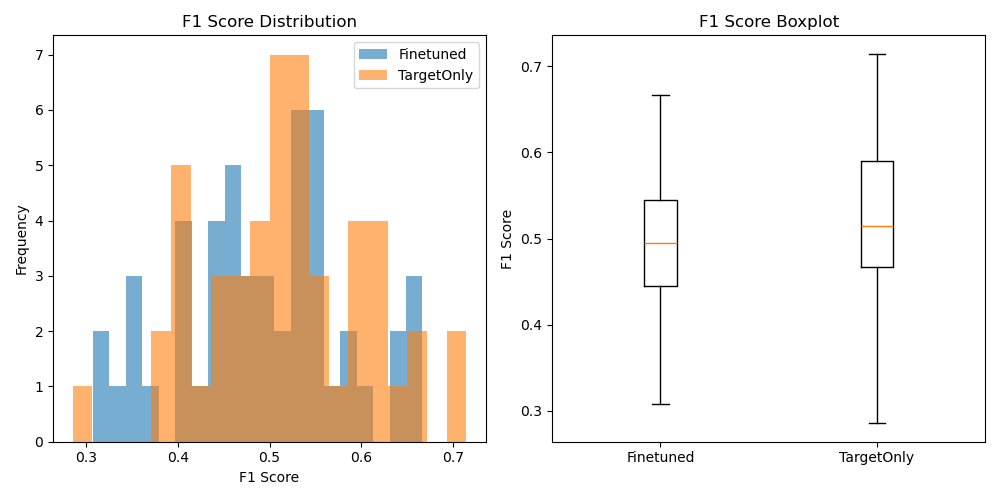 F1 Score Distribution
Finetuned
TargetOnly
Frequency
7
6
5
4
3
2
1
0
0.3 0.4 0.5 0.6 0.7
F1 Score
F1 Score Boxplot
F1 Score
0.7
0.6
0.5
0.4
0.3
Finetuned TargetOnly